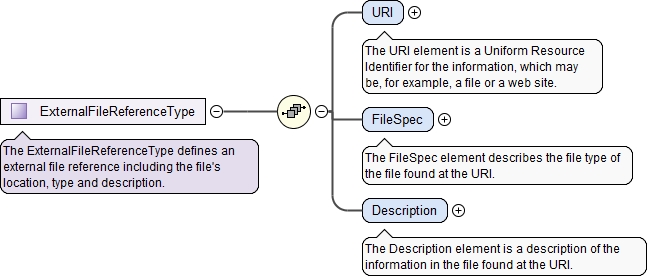 URI
The URI element is a Uniform Resource
Identifier for the information, which may
be, for example, a file or a web site.
ExternalFileReferenceType
The ExternalFileReferenceType defines an
external file reference including the file's
location, type and description.
FileSpec
The FileSpec element describes the file type of
the file found at the URI.
Description
The Description element is a description of the
information in the file found at the URI.